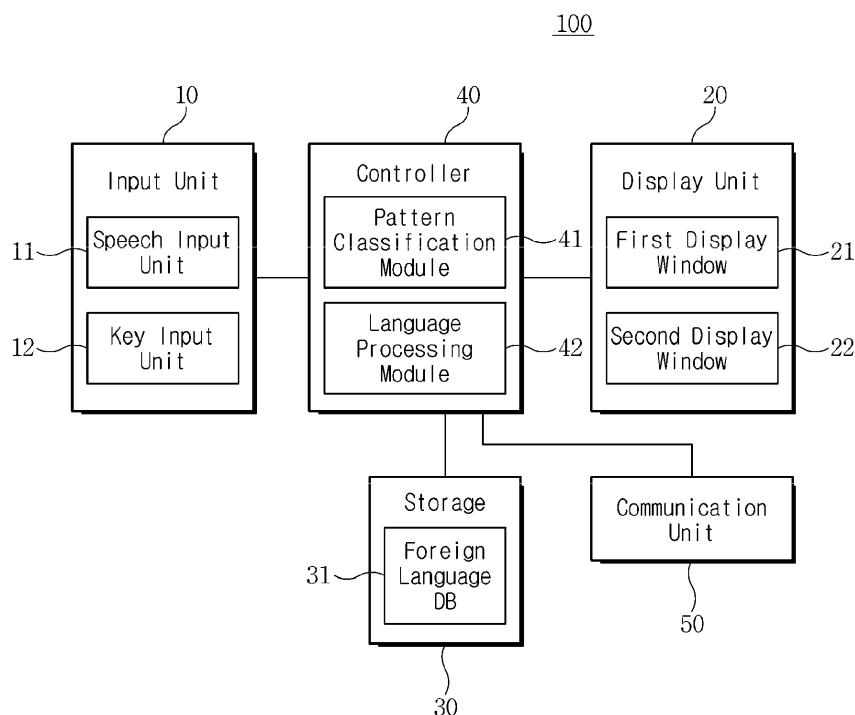 100
10
40
20
Input Unit
Controller
Display Unit
11
Speech Input
Unit
Pattern
Classification
Module
41
First Display
Window
21
12
Key Input
Unit
Language
Processing
Module
42
Second Display
Window
22
Storage
Communication
Unit
31
Foreign
Language
DB
50
30